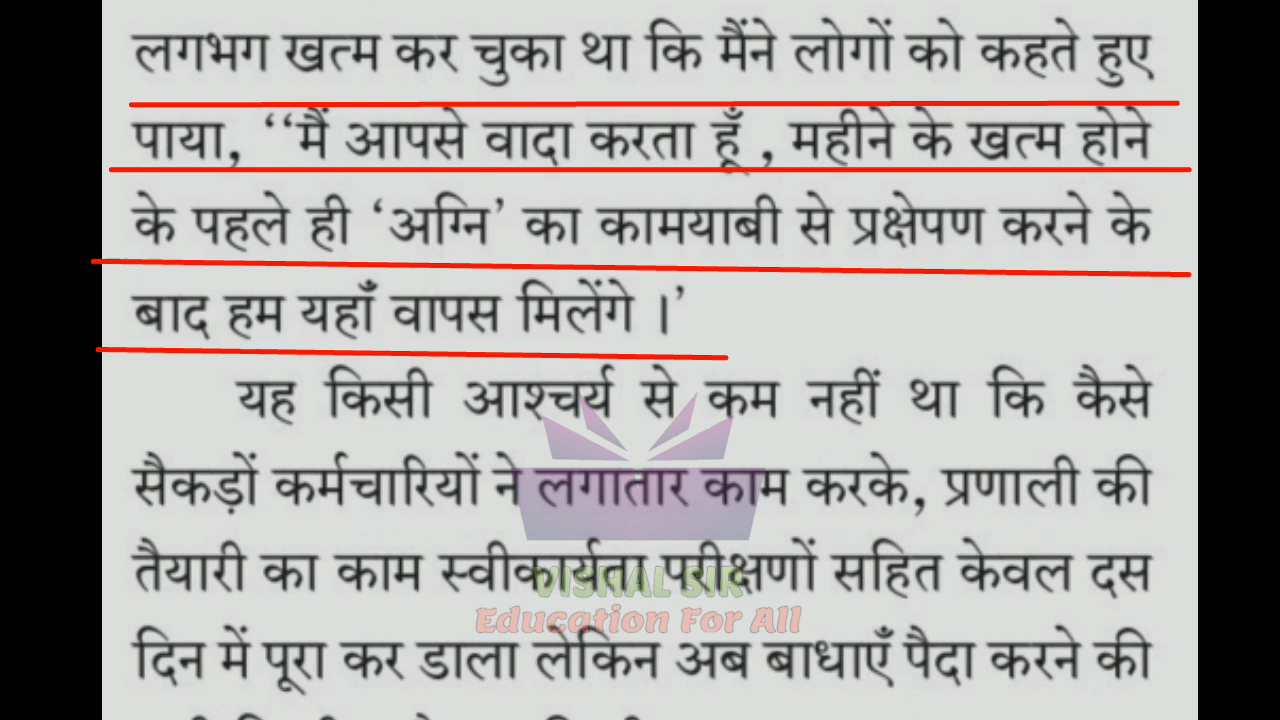 लगभग खत्म कर चुका था कि मैंने लोगों को कहते हुए
पाया, ‘‘मैं आपसे वादा करता हूँ , महीने के खत्म होने
के पहले ही ‘अग्नि’ का कामयाबी से प्रक्षेपण करने के
बाद हम यहाँ वापस मिलेंगे ।’
यह किसी आश्चर्य से कम नहीं था कि कैसे
सैकड़ों कर्मचारियों ने लगातार काम करके, प्रणाली की
तैयारी का काम स्वीकार्यता परीक्षणों सहित केवल दस
VISHAL SIR
Education For All
दिन में पूरा कर डाला लेकिन अब बाधाएँ पैदा करने की